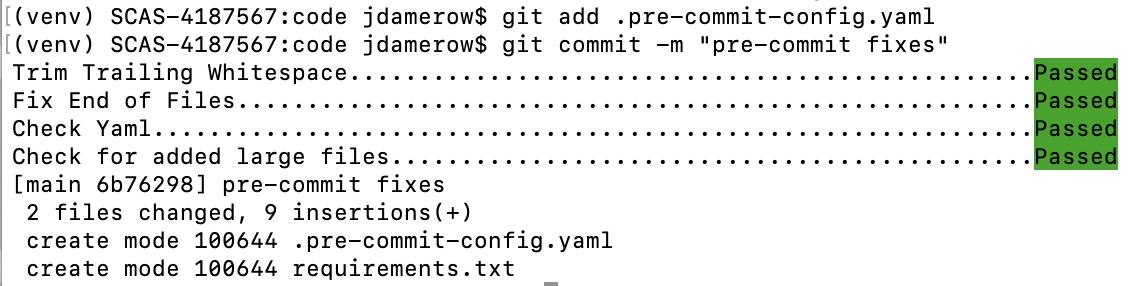 [(venv) SCAS-4187567:code jdamerow$ git add .pre-commit-config.yaml
[(venv) SCAS-4187567:code jdamerow$ git commit -m "pre-commit fixes"
Trim Trailing Whitespace.................................................Passed
Fix End of Files.........................................................Passed
Check Yaml...............................................................Passed
Check for added large files..............................................Passed
[main 6b76298] pre-commit fixes
 2 files changed, 9 insertions(+)
 create mode 100644 .pre-commit-config.yaml
 create mode 100644 requirements.txt